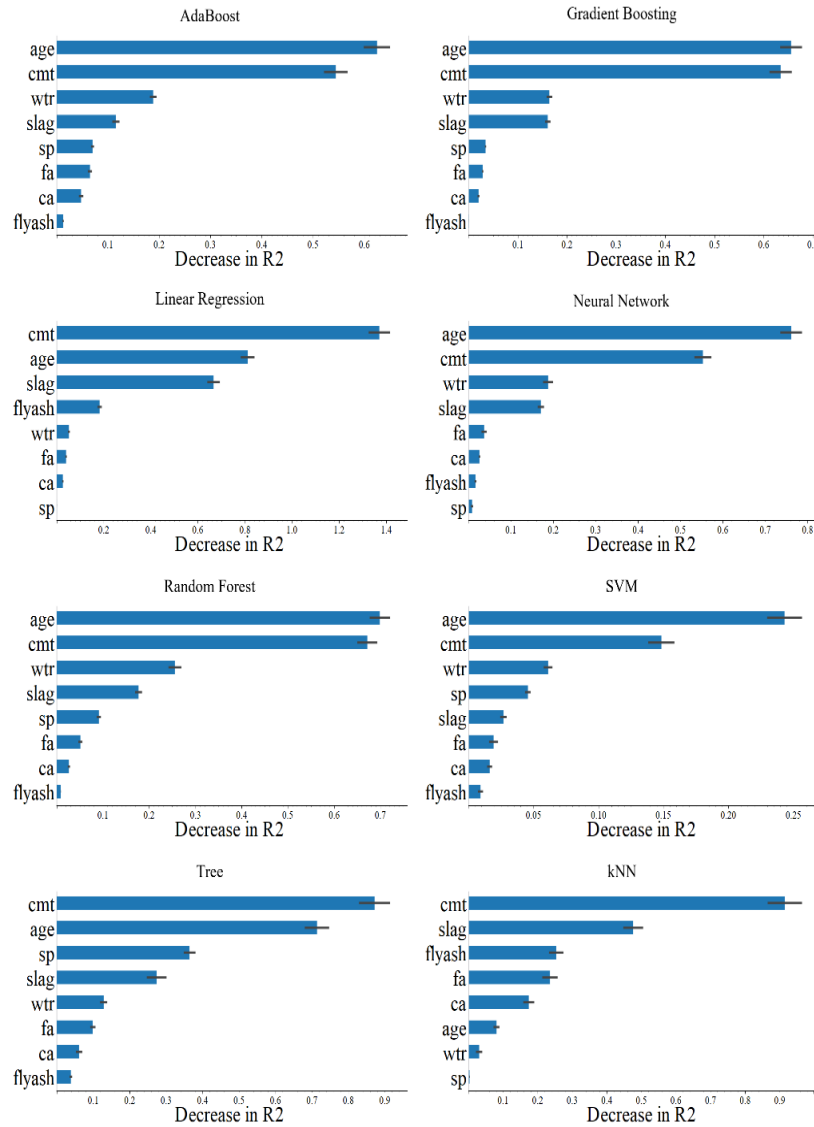 AdaBoost
age
cmt
wtr
slag
sp
fa
ca
flyash
0.1 0.2 0.3 0.4 0.5 0.6
Decrease in R2
Gradient Boosting
age
cmt
wtr
slag
sp
fa
ca
flyash
0.1 0.2 0.3 0.4 0.5 0.6 0.7
Decrease in R2
Linear Regression
cmt
age
slag
flyash
wtr
fa
ca
sp
0.2 0.4 0.6 0.8 1.0 1.2 1.4
Decrease in R2
Neural Network
age
cmt
wtr
slag
fa
ca
flyash
sp
0.1 0.2 0.3 0.4 0.5 0.6 0.7 0.8
Decrease in R2
Random Forest
age
cmt
wtr
slag
sp
fa
ca
flyash
0.1 0.2 0.3 0.4 0.5 0.6 0.7
Decrease in R2
SVM
age
cmt
wtr
sp
slag
fa
ca
flyash
0.05 0.10 0.15 0.20 0.25
Decrease in R2
Tree
cmt
age
sp
slag
wtr
fa
ca
flyash
0.1 0.2 0.3 0.4 0.5 0.6 0.7 0.8 0.9
Decrease in R2
kNN
cmt
slag
flyash
fa
ca
age
wtr
sp
0.1 0.2 0.3 0.4 0.5 0.6 0.7 0.8 0.9
Decrease in R2